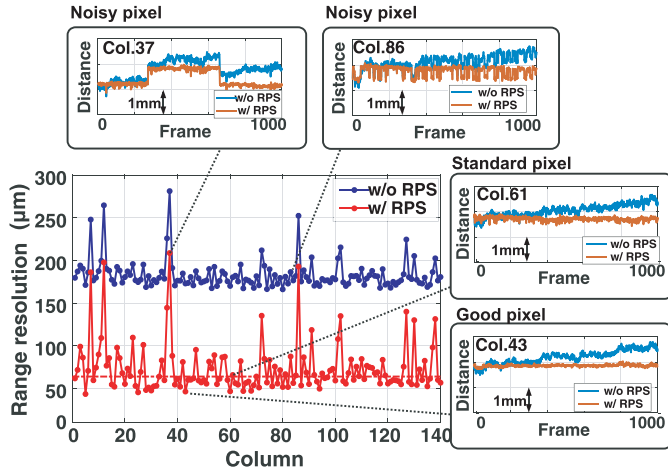 Noisy pixel
Noisy pixel
Col.37
Distance
1mm
w/o RPS
w/ RPS
0
1000
Frame
Col.86
Distance
1mm
w/o RPS
w/ RPS
0
1000
Frame
Standard pixel
Col.61
Distance
1mm
w/o RPS
w/ RPS
0
1000
Frame
Good pixel
Col.43
Distance
1mm
w/o RPS
w/ RPS
0
1000
Frame
Range resolution (μm)
300
250
200
150
100
50
0
w/o RPS
w/ RPS
0 20 40 60 80 100 120 140
Column